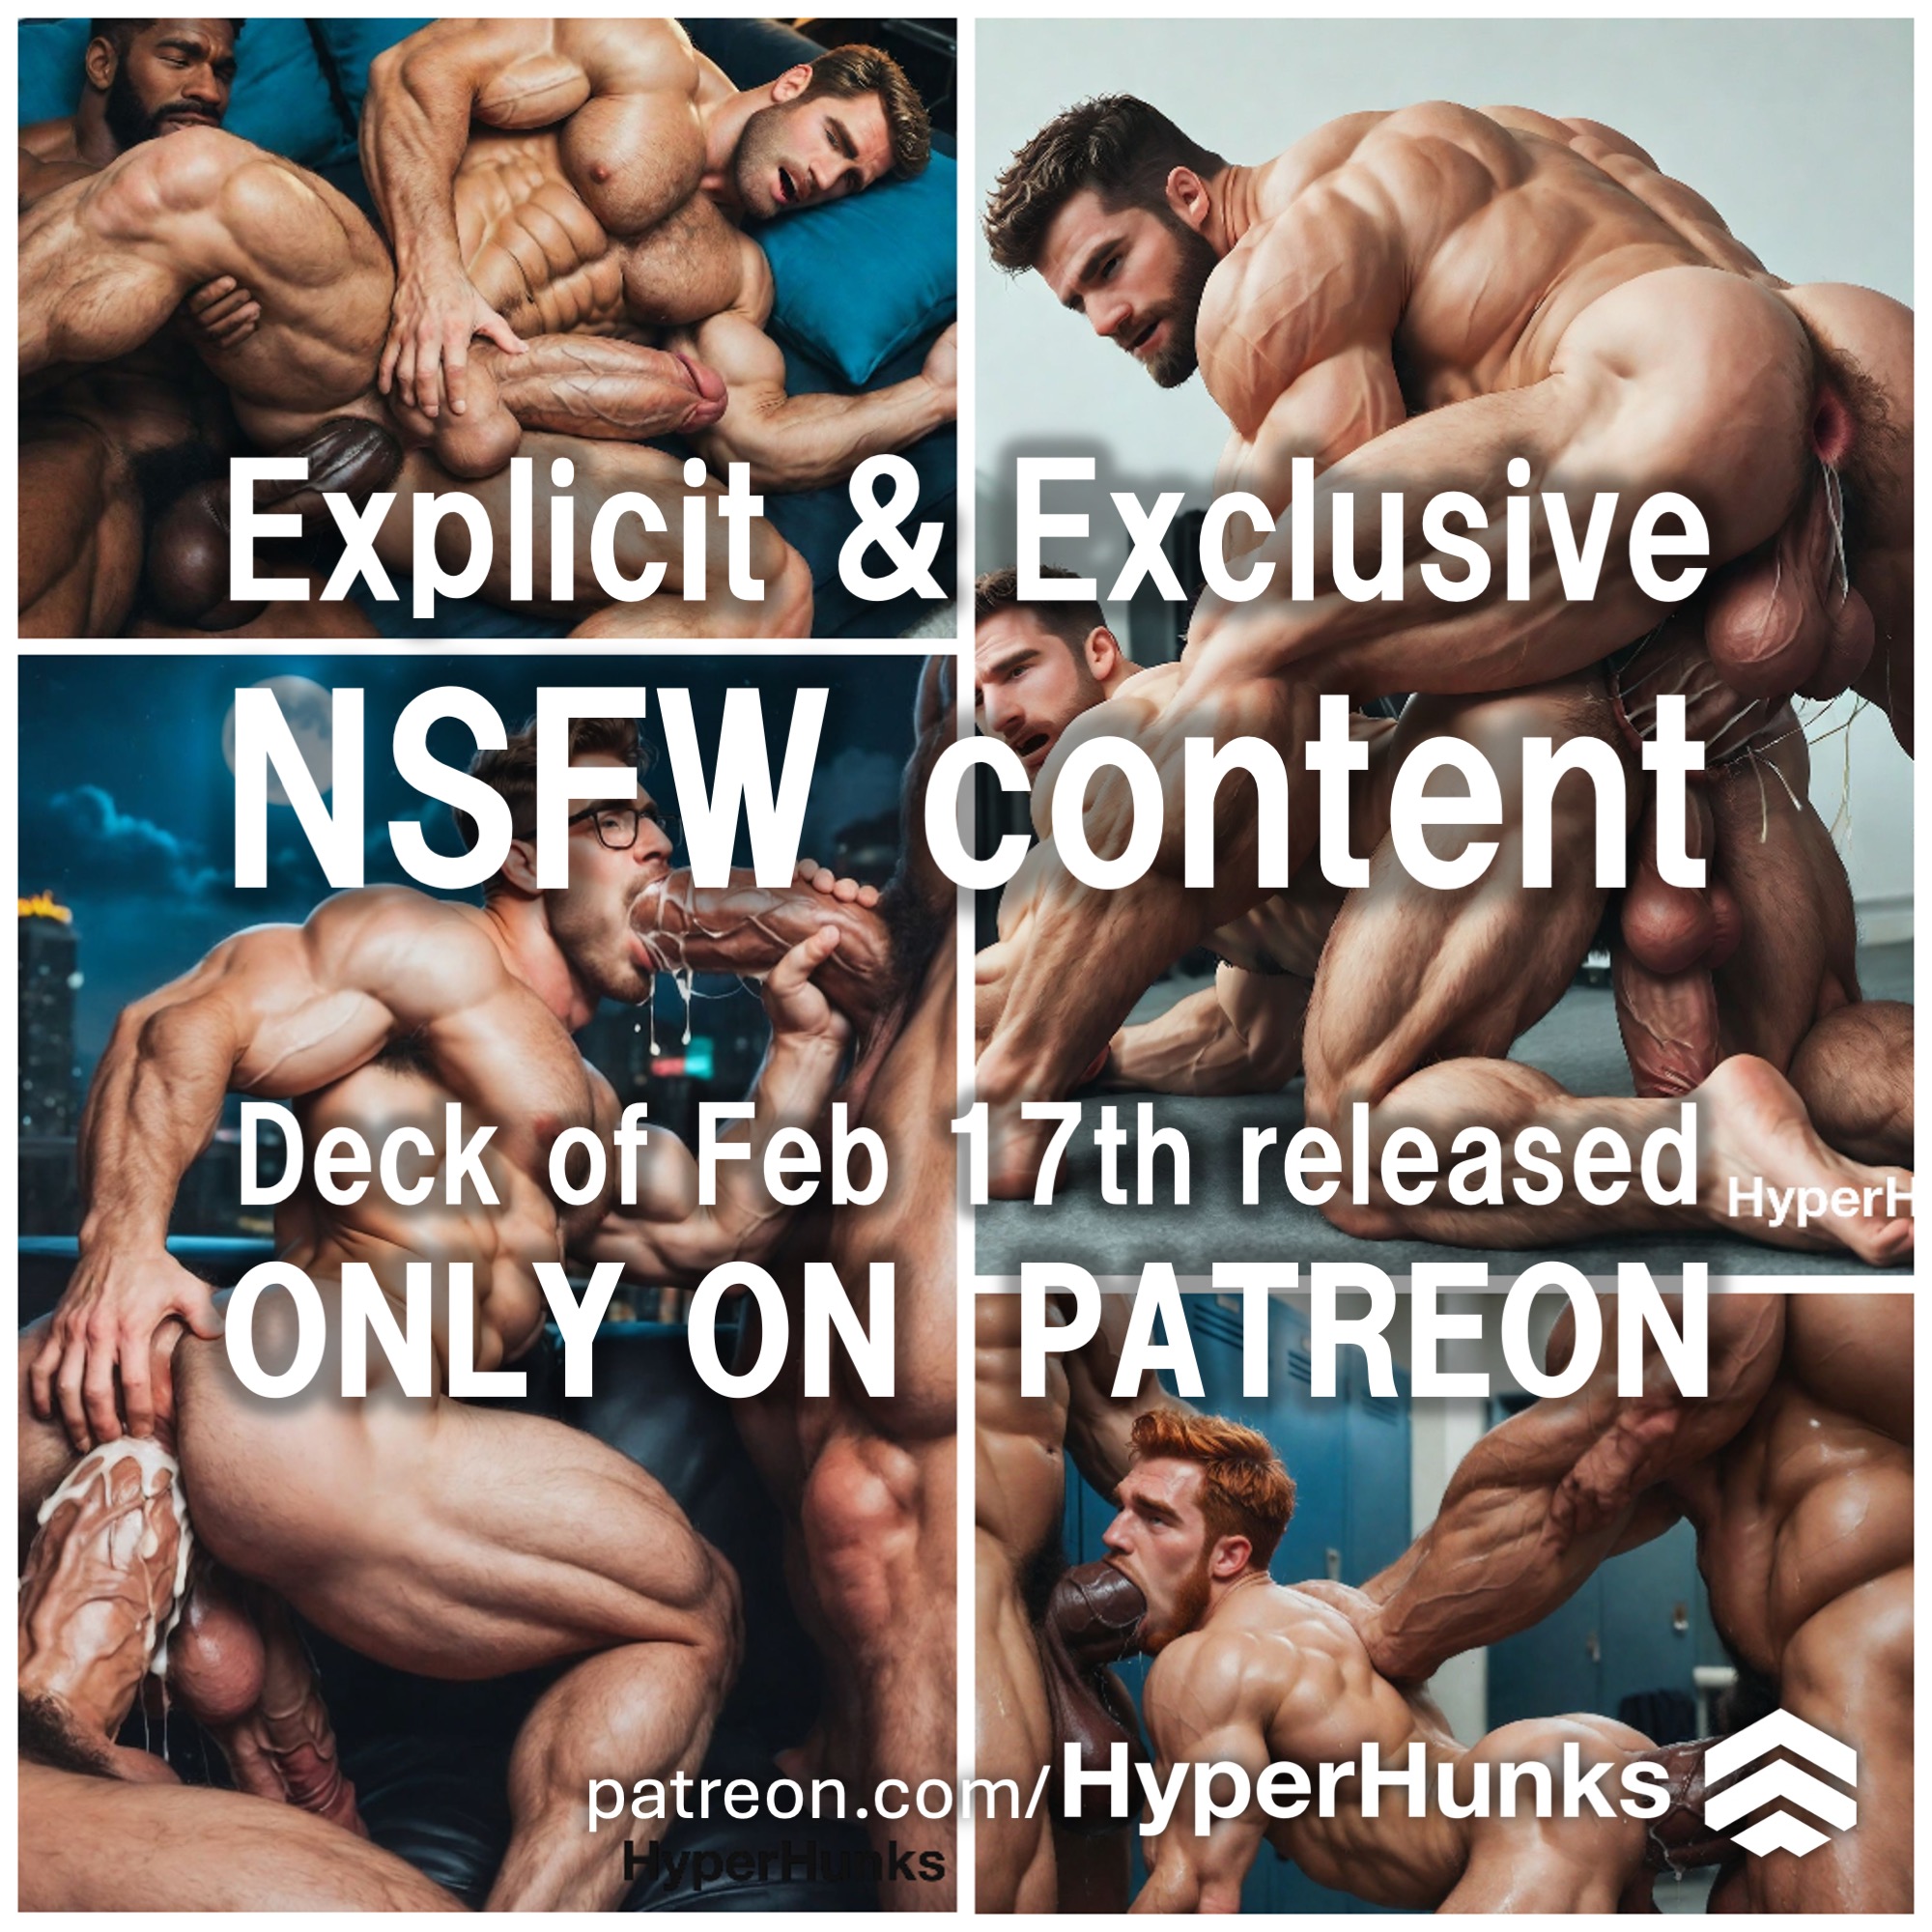 Explicit & Exclusive
NSFW content
Deck of Feb 17th released
HyperH
ONLY ON PATREON
patreon.com/HyperHunks
HyperHunks